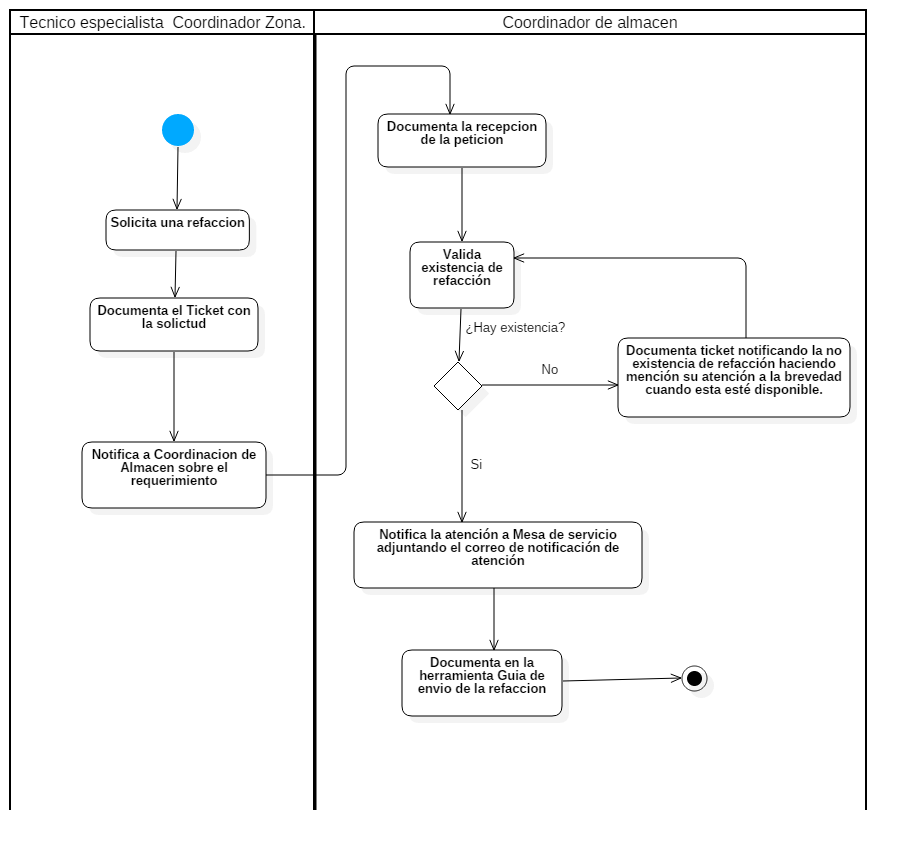 Tecnico especialista  Coordinador Zona.
Coordinador de almacen
Solicita una refaccion
Documenta el Ticket con
la solictud
Notifica a Coordinacion de
Almacen sobre el
requerimiento
Documenta la recepcion
de la peticion
Valida
existencia de
refacción
¿Hay existencia?
No
Documenta ticket notificando la no
existencia de refacción haciendo
mención su atención a la brevedad
cuando esta esté disponible.
Si
Notifica la atención a Mesa de servicio
adjuntando el correo de notificación de
atención
Documenta en la
herramienta Guia de
envio de la refaccion